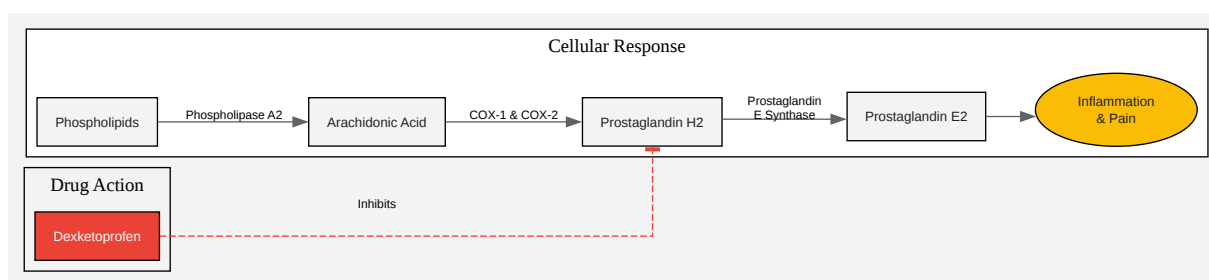 Cellular Response
Phospholipids
Phospholipase A2
Arachidonic Acid
COX-1 & COX-2
Prostaglandin H2
Prostaglandin
E Synthase
Prostaglandin E2
Inflammation
& Pain
Drug Action
Dexketoprofen
Inhibits